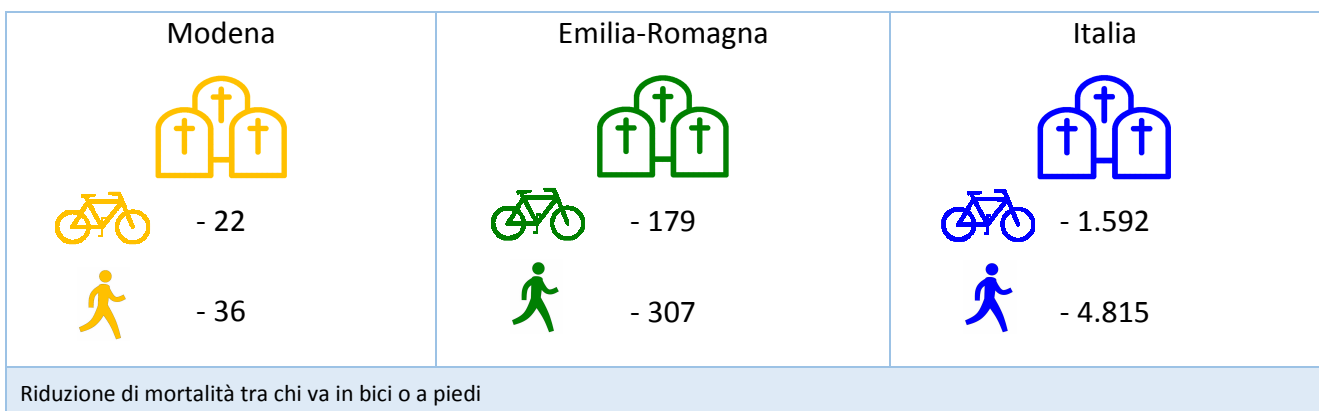 Modena
- 22
- 36
Emilia-Romagna
- 179
- 307
Italia
- 1.592
- 4.815
Riduzione di mortalità tra chi va in bici o a piedi